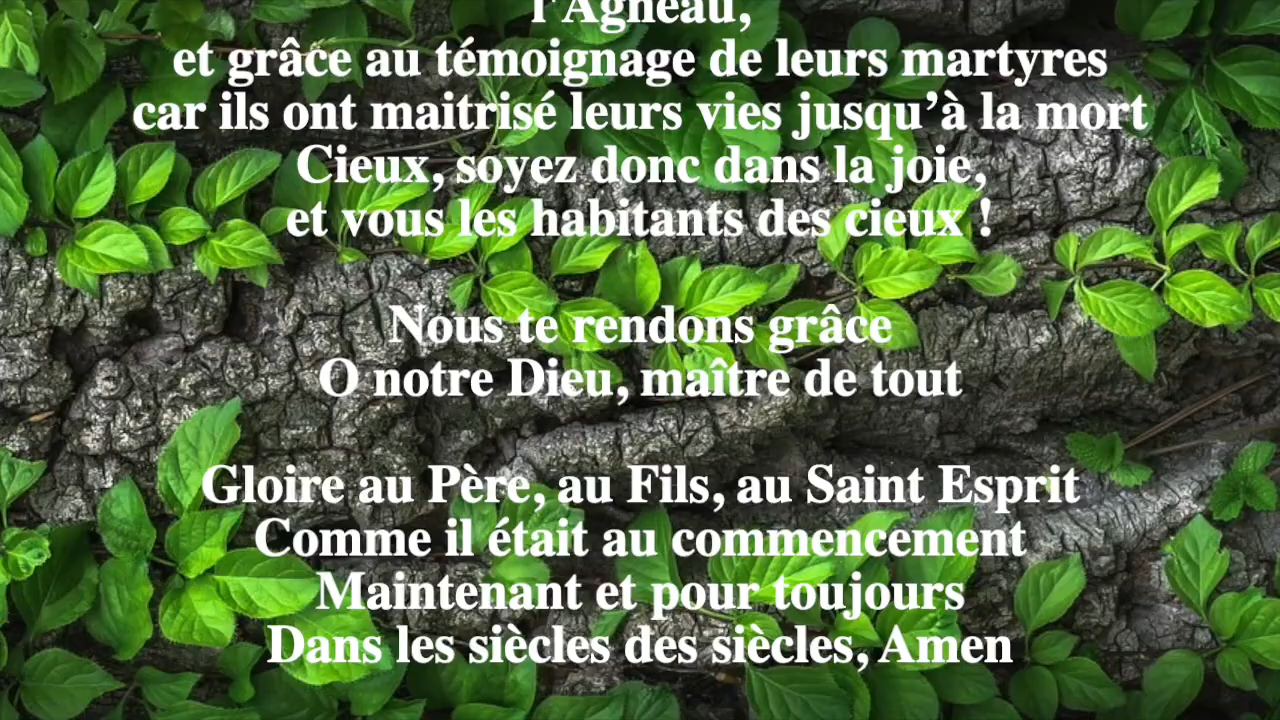 l'Agneau,
et grâce au témoignage de leurs martyres
car ils ont maitrisé leurs vies jusqu’à la mort
Cieux, soyez donc dans la joie,
et vous les habitants des cieux !
Nous te rendons grâce
O notre Dieu, maître de tout
Gloire au Père, au Fils, au Saint Esprit
Comme il était au commencement
Maintenant et pour toujours
Dans les siècles des siècles, Amen